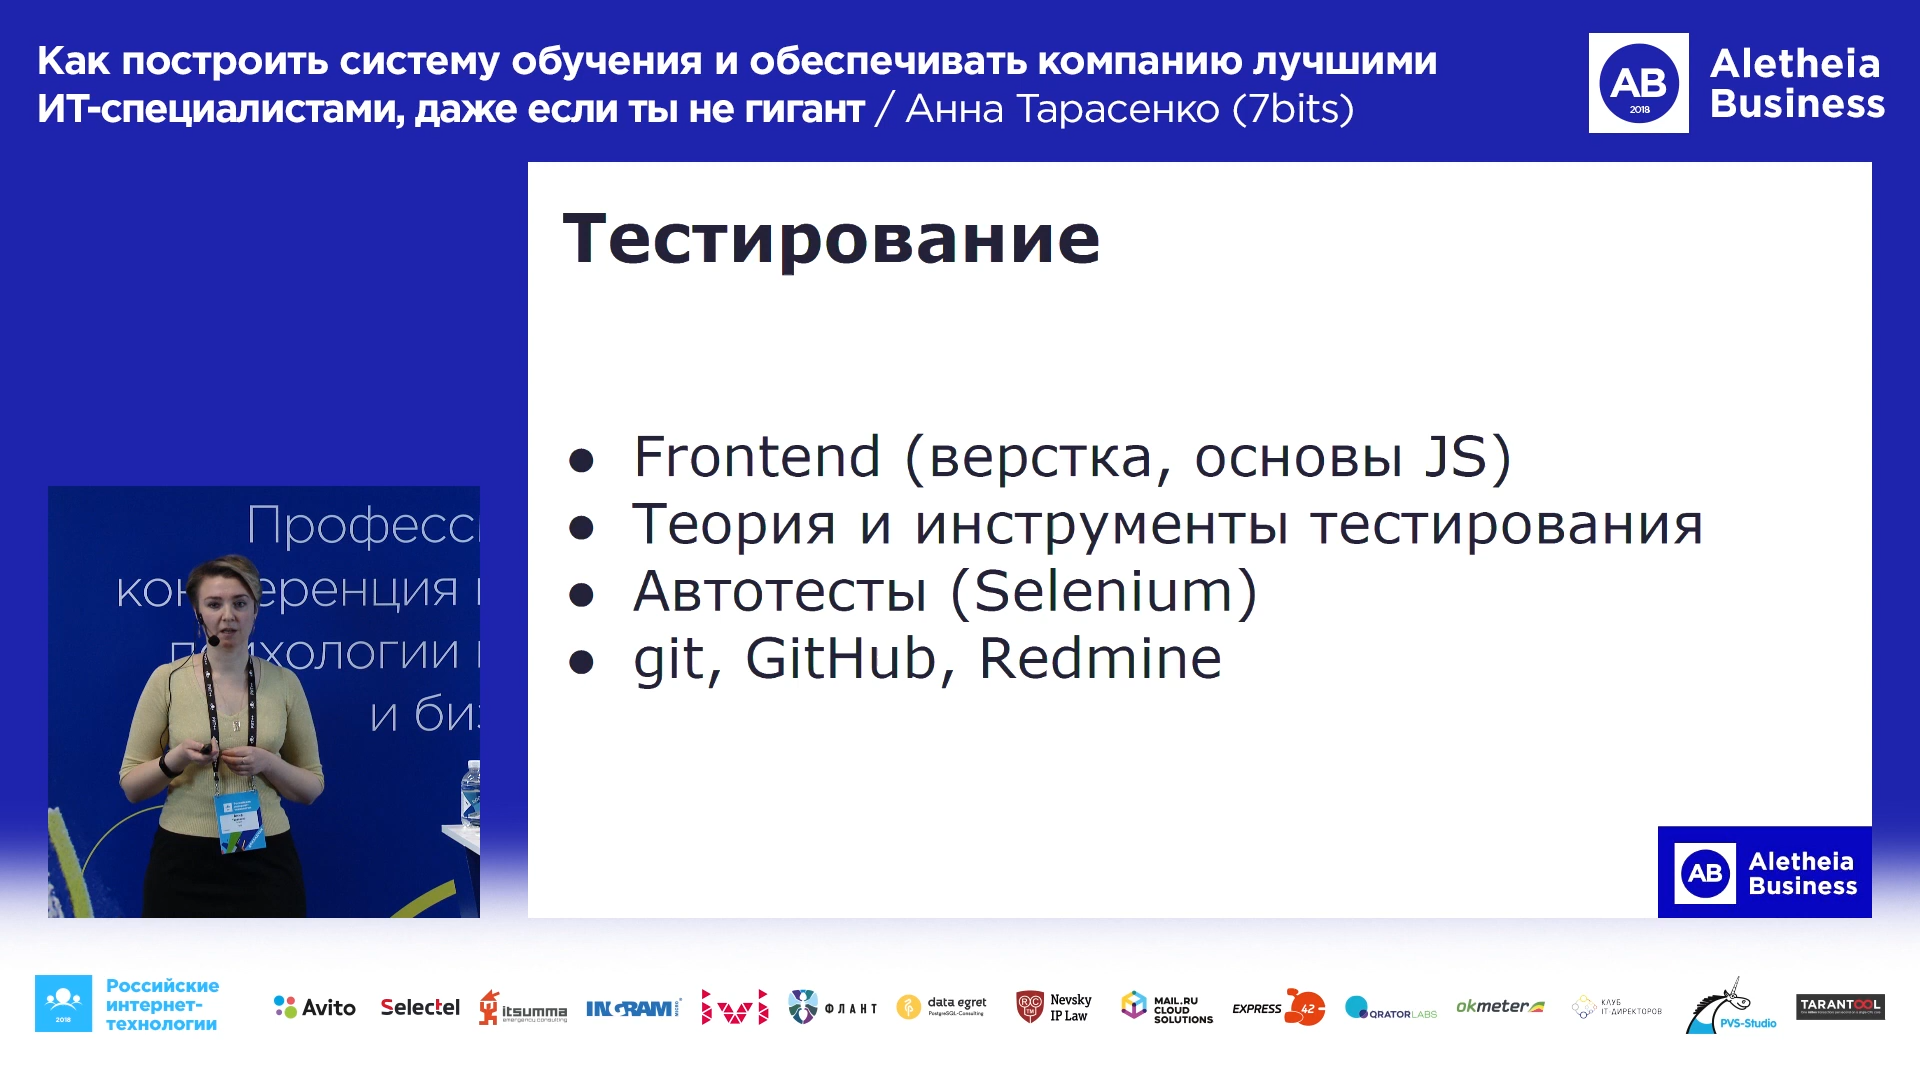 Как построить систему обучения и обеспечивать компанию лучшими
ИТ-специалистами, даже если ты не гигант / Анна Тарасенко (7bits)
AB
2018
Aletheia
Business
Тестирование
● Frontend (верстка, основы JS)
● Теория и инструменты тестирования
● Автотесты (Selenium)
● git, GitHub, Redmine
Професс
конференция
психологии
и биз
AB
Aletheia
Business
2018
Российские
интернет-
технологии
Avito
Selectel
itsumma
emergency consulting
INGRAM
MICRO
ivi
ФЛАНТ
data egret
PostgreSQL-Consulting
Nevsky
IP Law
MAIL.RU
CLOUD
SOLUTIONS
EXPRESS 42
QRATOR LABS
okmeter
КЛУБ
IT-ДИРЕКТОРОВ
PVS-Studio
TARANTOOL